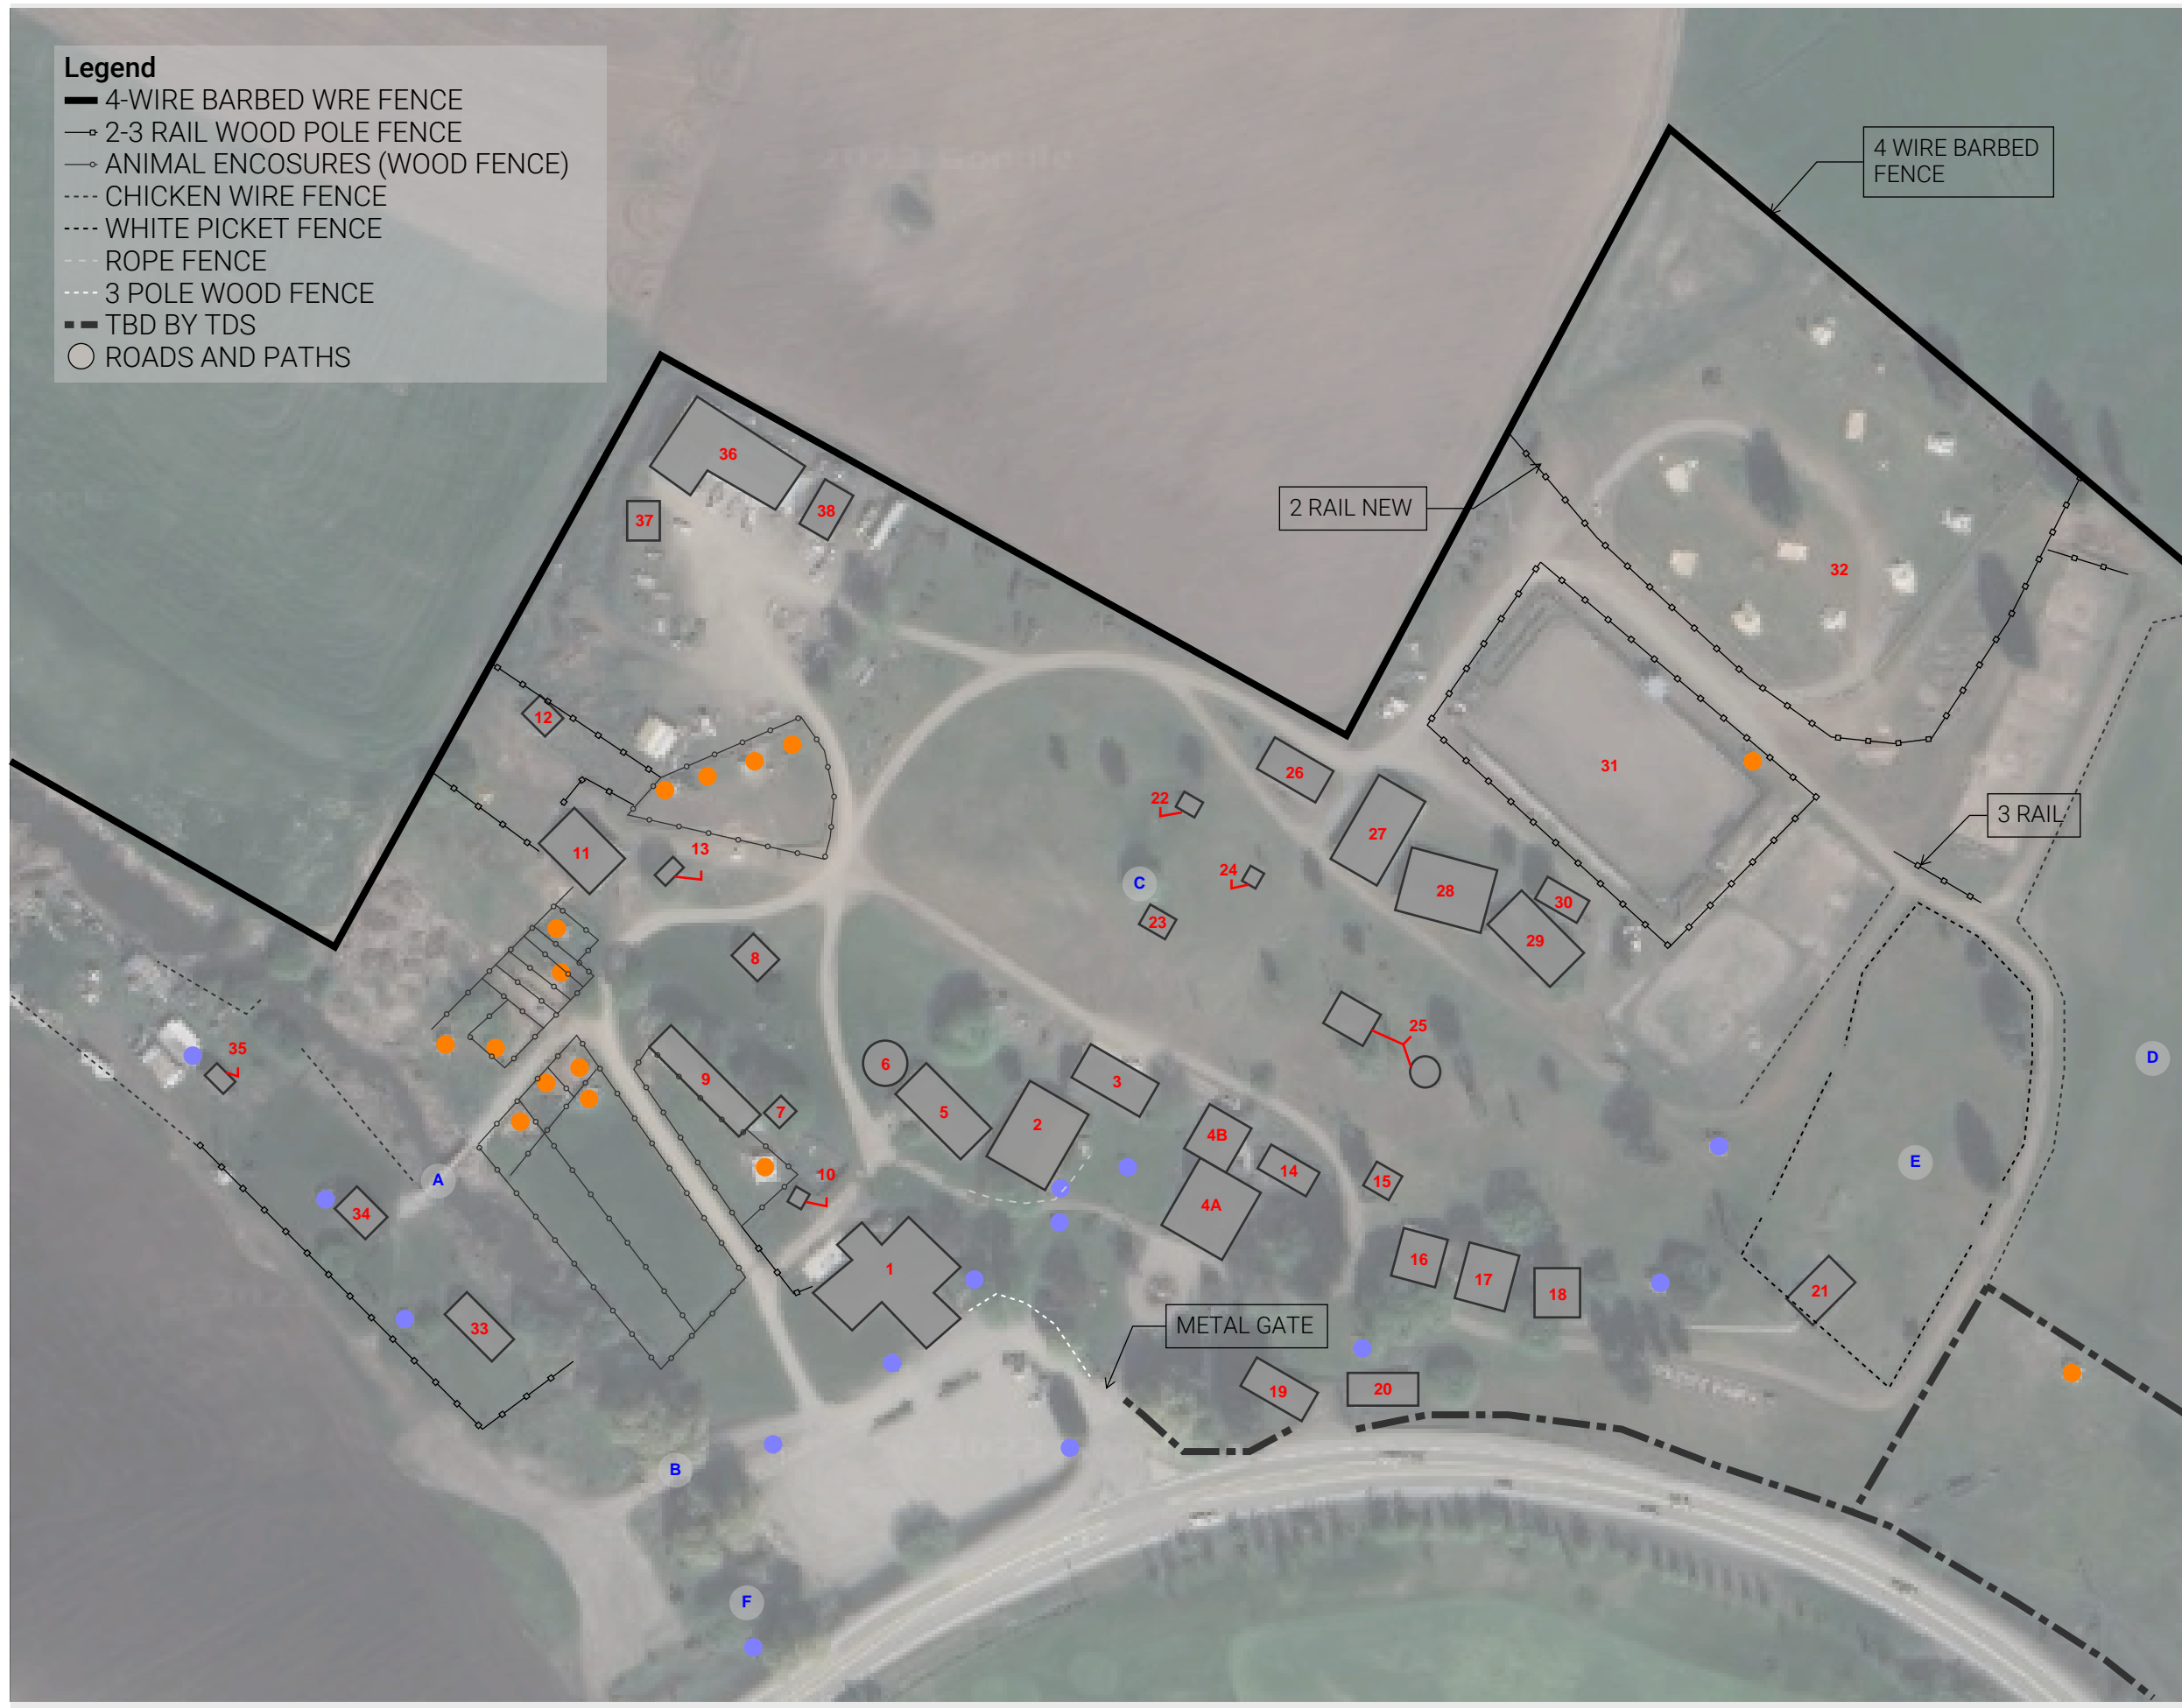 Legend
4-WIRE BARBED WRE FENCE
2-3 RAIL WOOD POLE FENCE
ANIMAL ENCOSURES (WOOD FENCE)
CHICKEN WIRE FENCE
WHITE PICKET FENCE
ROPE FENCE
3 POLE WOOD FENCE
TBD BY TDS
ROADS AND PATHS
4 WIRE BARBED
FENCE
36
37
38
2 RAIL NEW
32
12
31
26
22
27
3 RAIL
13
11
24
C
28
30
23
29
8
25
35
6
9
3
D
5
7
2
4B
E
14
A
10
15
34
4A
16
1
17
21
18
METAL GATE
33
19
20
B
F